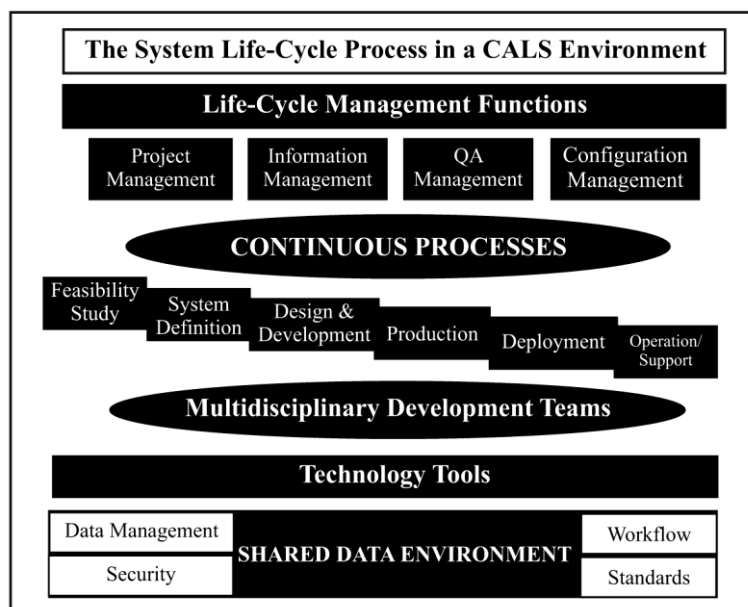 The System Life-Cycle Process in a CALS Environment
Life-Cycle Management Functions
Project
Management
Information
Management
QA
Management
Configuration
Management
CONTINUOUS PROCESSES
Feasibility
Study
System
Definition
Design &
Development
Production
Deployment
Operation/
Support
Multidisciplinary Development Teams
Technology Tools
Data Management
Security
SHARED DATA ENVIRONMENT
Workflow
Standards